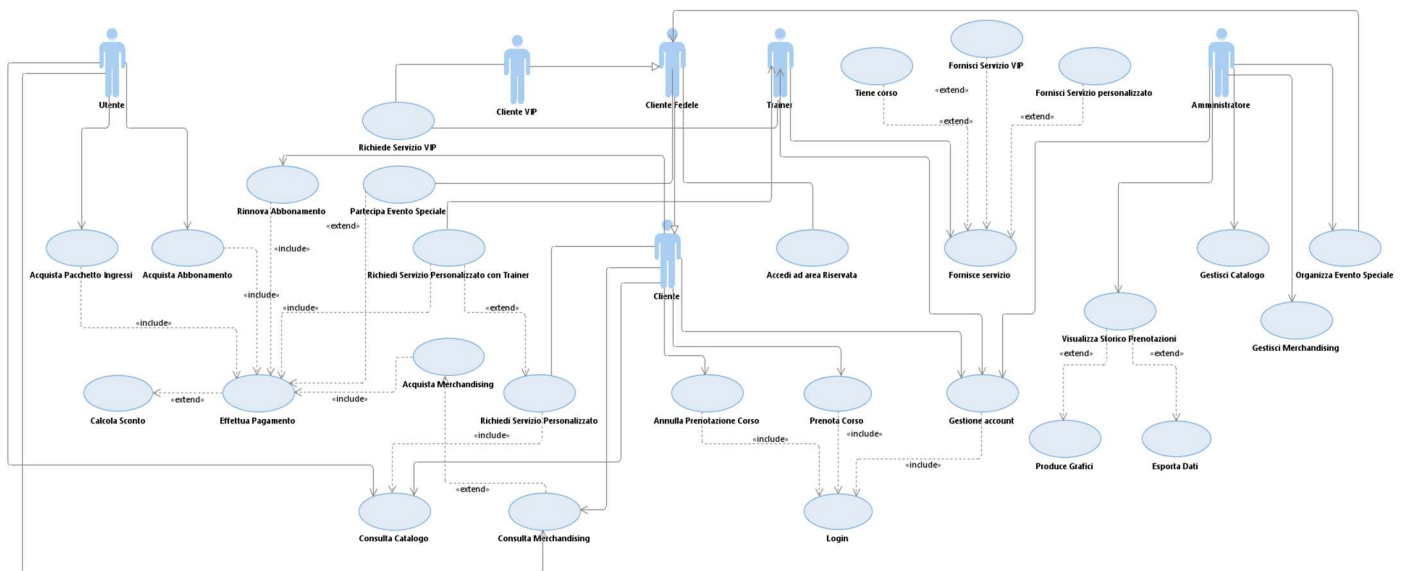 Fornisci Servizio VIP
Tiene corso
Fornisci Servizio personalizzato
«extend»
Utente
Cliente VIP
Cliente Fedele
Trainer
Amministratore
«extend»
«extend»
Richiede Servizio VIP
Rinnova Abbonamento
Partecipa Evento Speciale
«extend»
«include»
Acquista Pacchetto Ingressi
Acquista Abbonamento
Richiedi Servizio Personalizzato con Trainer
Accedi ad area Riservata
Fornisce servizio
Gestisci Catalogo
Organizza Evento Speciale
«include»
Cliente
«include»
«extend»
«include»
Visualizza Storico Prenotazioni
Gestisci Merchandising
«extend»
«extend»
Acquista Merchandising
«extend»
«include»
Calcola Sconto
Effettua Pagamento
Richiedi Servizio Personalizzato
Annulla Prenotazione Corso
Prenota Corso
Gestione account
«include»
«include»
«include»
«include»
Produce Grafici
Esporta Dati
«extend»
Consulta Catalogo
Consulta Merchandising
Login